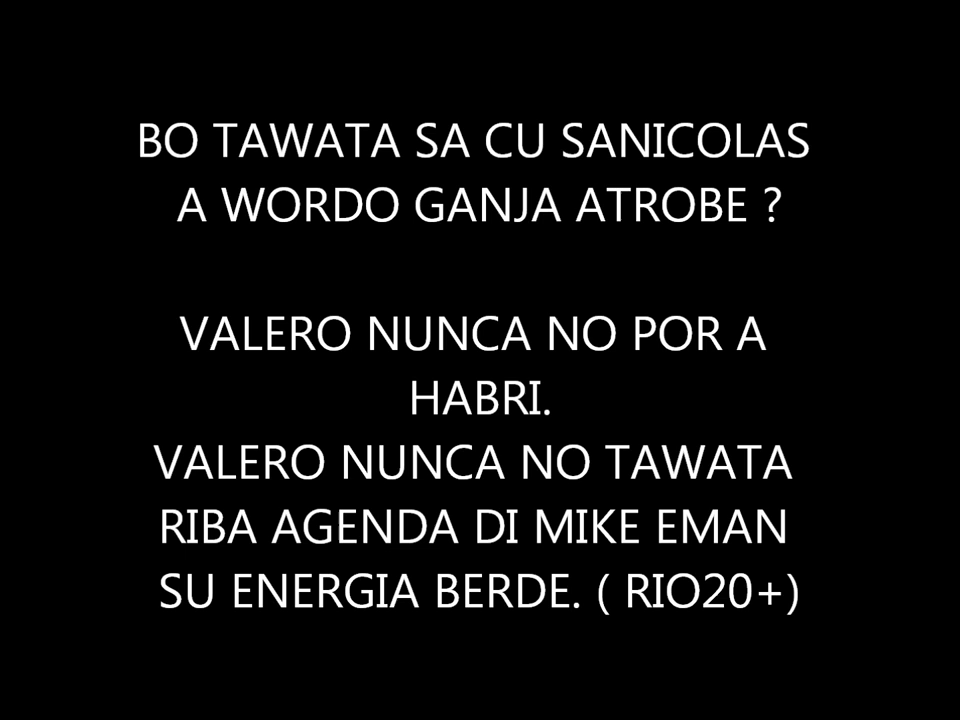 BO TAWATA SA CU SANICOLAS
A WORDO GANJA ATROBE ?
VALERO NUNCA NO POR A
HABRI.
VALERO NUNCA NO TAWATA
RIBA AGENDA DI MIKE EMAN
SU ENERGIA BERDE. ( RIO20+)